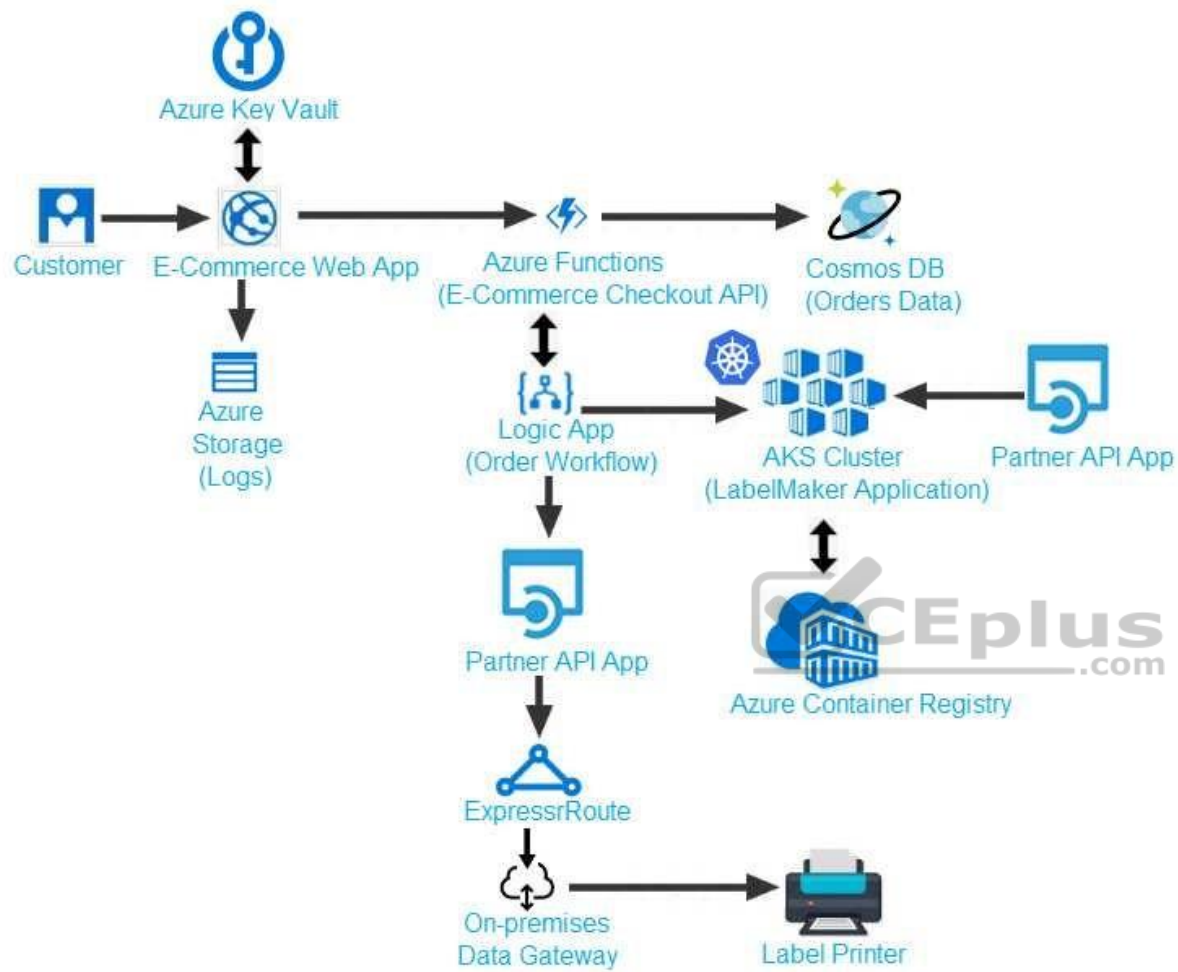 Azure Key Vault
Customer
E-Commerce Web App
Azure Functions
(E-Commerce Checkout API)
Cosmos DB
(Orders Data)
Azure
Storage
(Logs)
Logic App
(Order Workflow)
AKS Cluster
(LabelMaker Application)
Partner API App
Partner API App
CEplus
.com
Azure Container Registry
ExpressrRoute
On-premises
Data Gateway
Label Printer